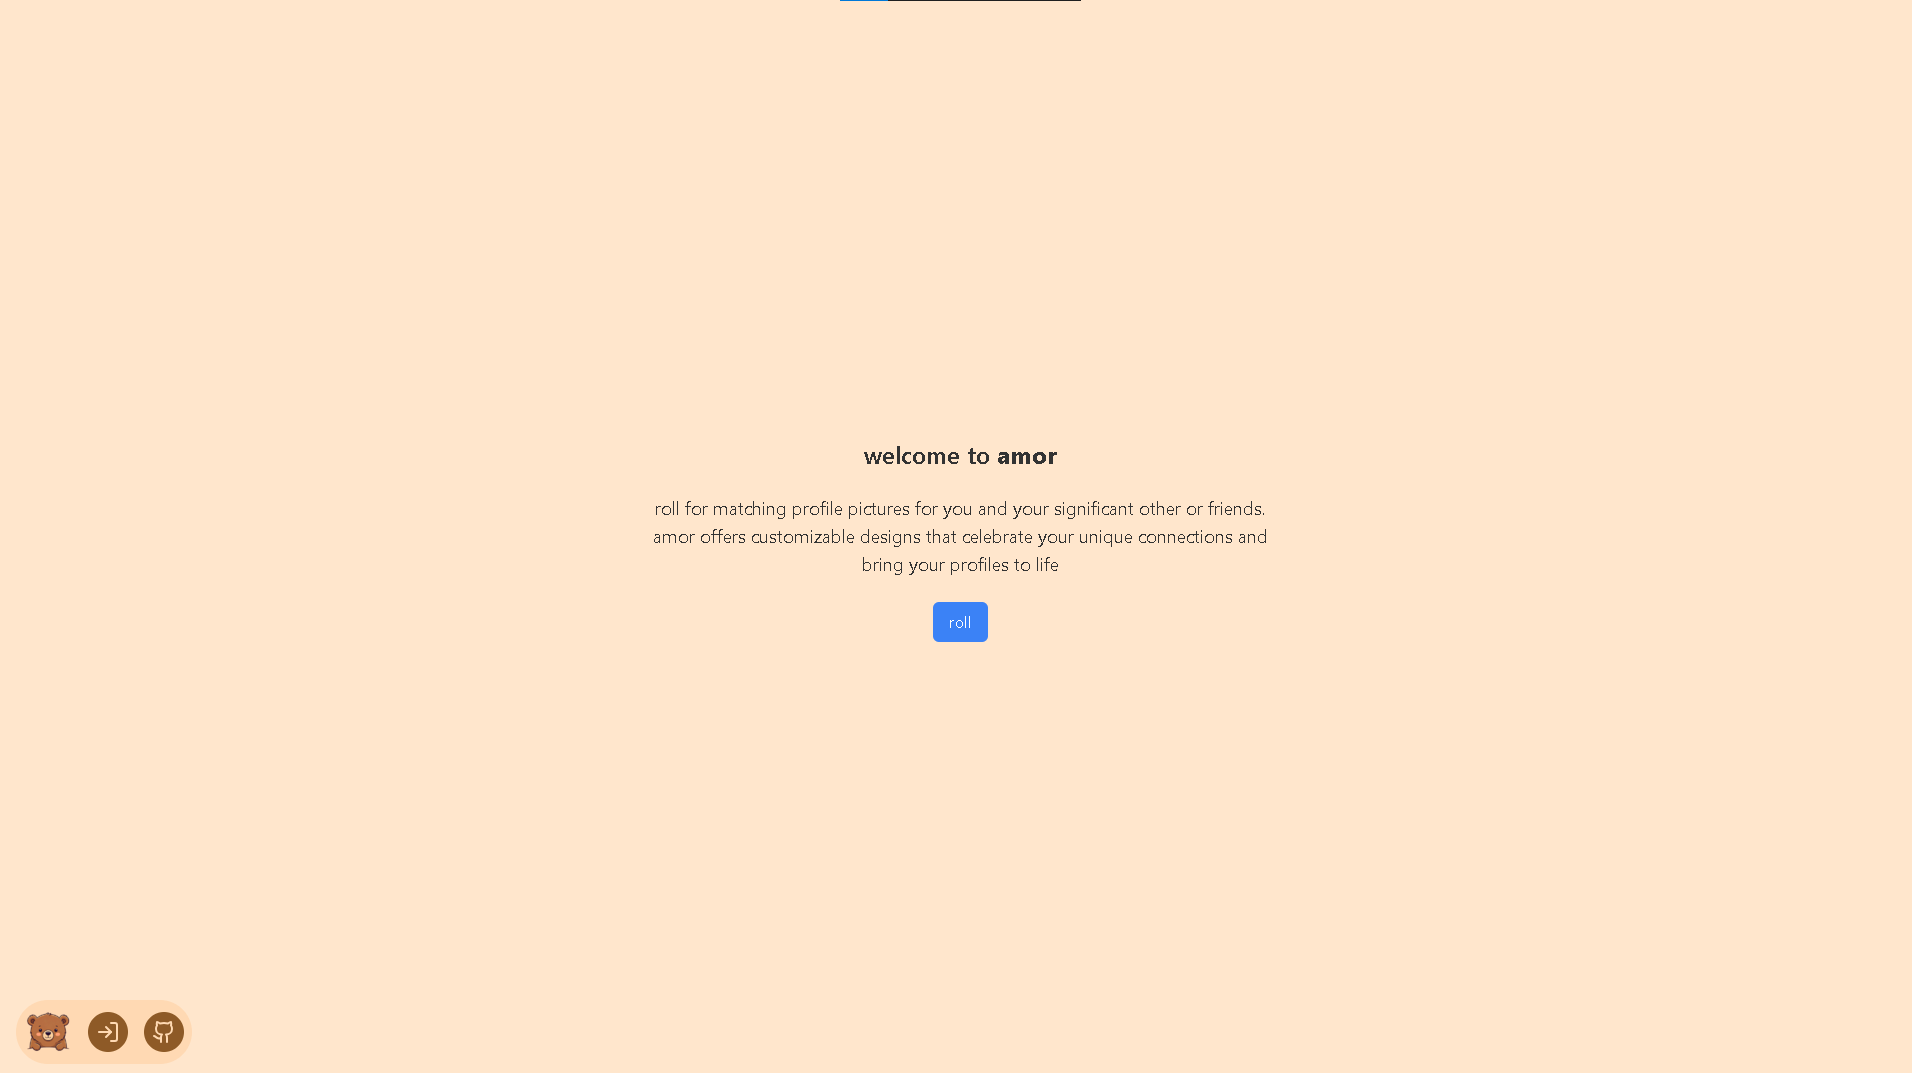 welcome to amor
roll for matching profile pictures for you and your significant other or friends.
amor offers customizable designs that celebrate your unique connections and
bring your profiles to life
roll